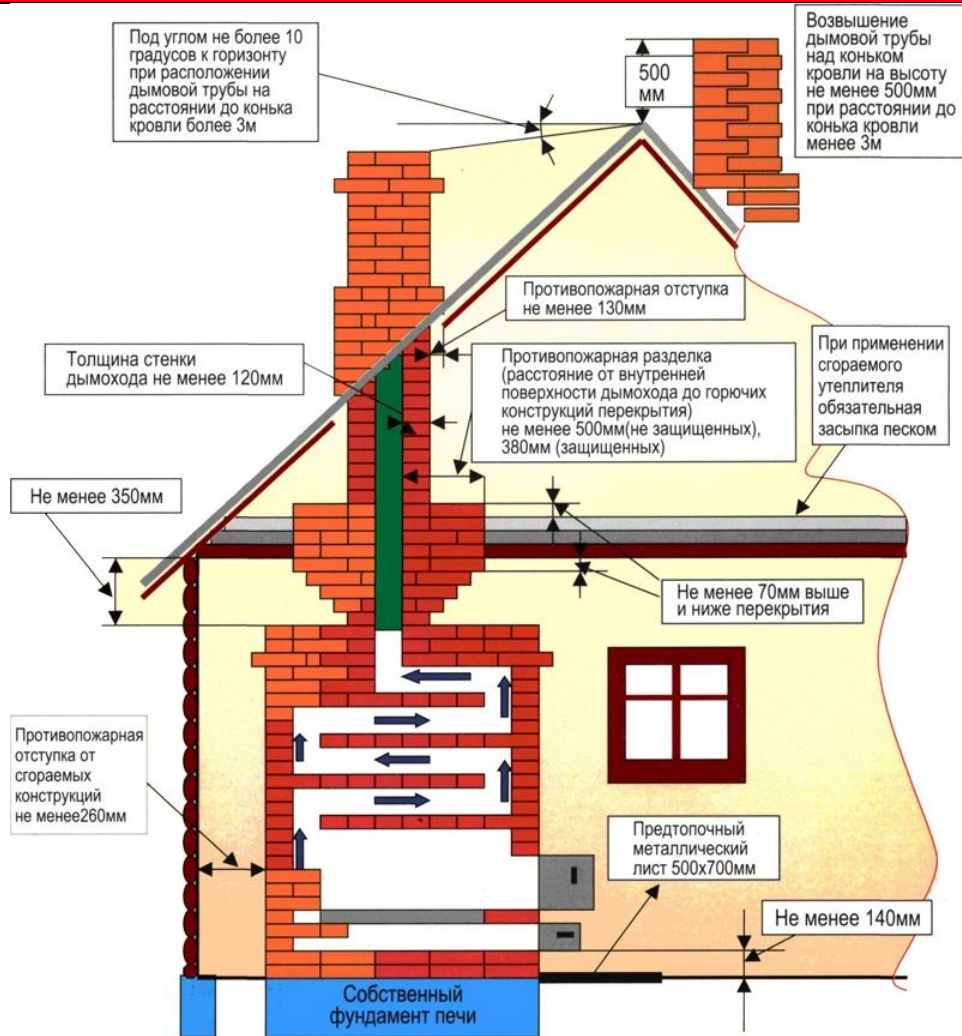 Под углом не более 10
градусов к горизонту
при расположении
дымовой трубы на
расстоянии до конька
кровли более 3м
500
мм
Возвышение
дымовой трубы
над коньком
кровли на высоту
не менее 500мм
при расстоянии до
конька кровли
менее 3м
Противопожарная отступка
не менее 130мм
Толщина стенки
дымохода не менее 120мм
Противопожарная разделка
(расстояние от внутренней
поверхности дымохода до горючих
конструкций перекрытия)
не менее 500мм(не защищенных),
380мм (защищенных)
При применении
сгораемого
утеплителя
обязательная
засыпка песком
Не менее 350мм
Не менее 70мм выше
и ниже перекрытия
Противопожарная
отступка от
сгораемых
конструкций
не менее260мм
Предтопочный
металлический
лист 500х700мм
Не менее 140мм
Собственный
фундамент печи